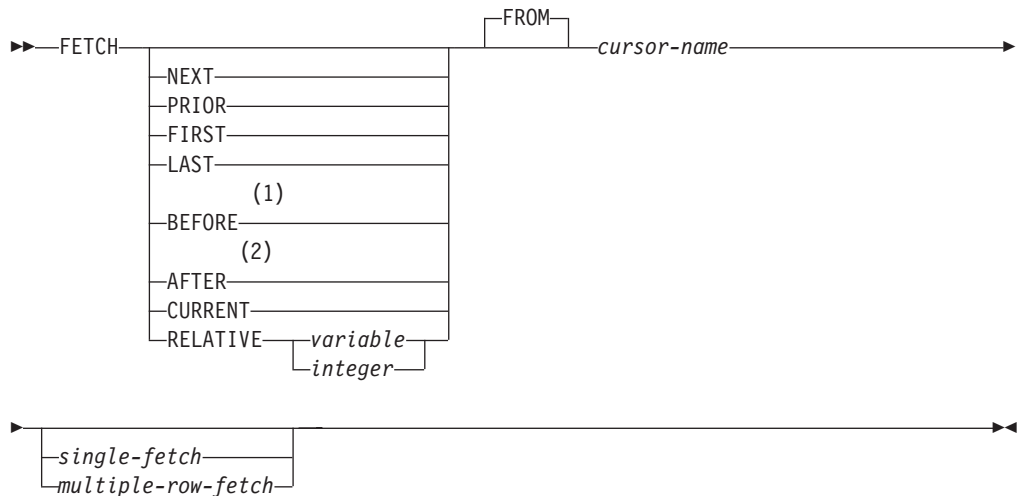 FROM
FETCH cursor-name
NEXT
PRIOR
FIRST
LAST
(1)
BEFORE
(2)
AFTER
CURRENT
RELATIVE variable
integer
single-fetch
multiple-row-fetch